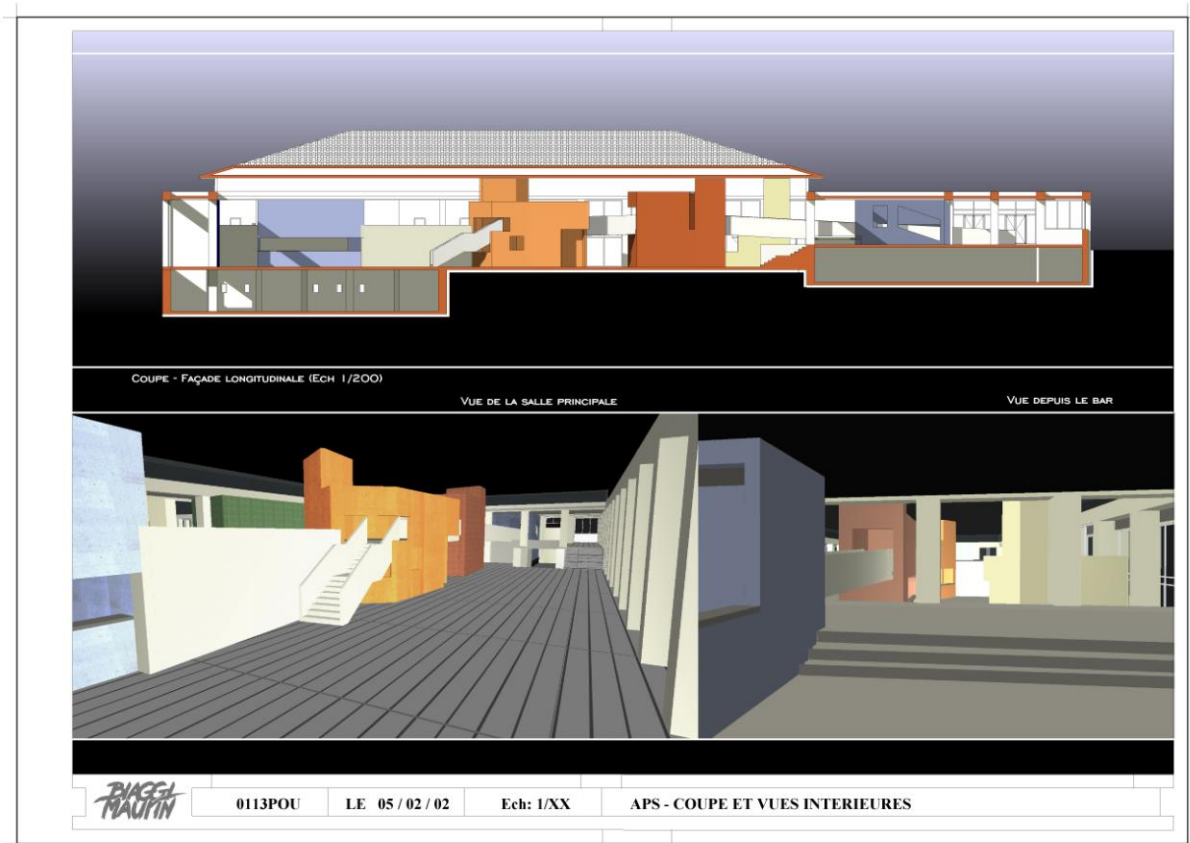 COUPE - FAÇADE LONGITUDINALE (ECH 1/200)
VUE DE LA SALLE PRINCIPALE
VUE DEPUIS LE BAR
BIAGGI
MAUPIN
0113POU
LE 05 / 02 / 02
Ech: 1/XX
APS - COUPE ET VUES INTERIEURES